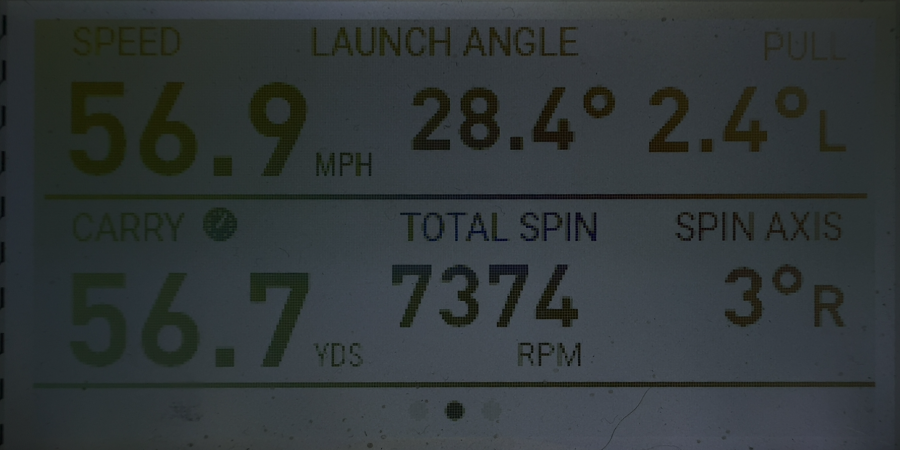 SPEED LAUNCH ANGLE PULL
56.9 MPH 28.4° 2.4° L
CARRY TOTAL SPIN SPIN AXIS
56.7 YDS 7374 RPM 3° R